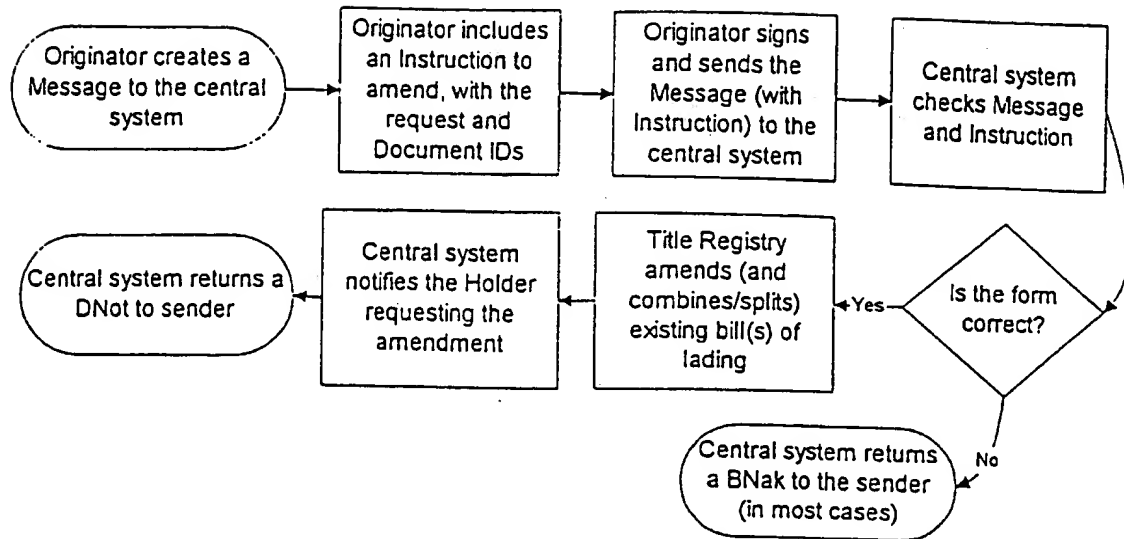 Originator creates a
Message to the central
system
Originator includes
an Instruction to
amend, with the
request and
Document IDs
Originator signs
and sends the
Message (with
Instruction) to the
central system
Central system
checks Message
and Instruction
Is the form
correct?
Yes
Title Registry
amends (and
combines/splits)
existing bill(s) of
lading
Central system
notifies the Holder
requesting the
amendment
Central system returns a
DNot to sender
No
Central system returns
a BNak to the sender
(in most cases)